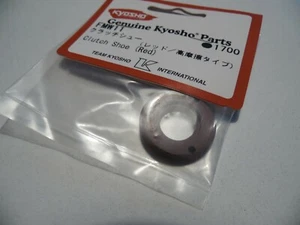 KYOSHO
Genuine Kyosho Parts
1700
クラッチシュー (レッド/高摩擦タイプ)
Clutch Shoe (Red)
TEAM KYOSHO K INTERNATIONAL